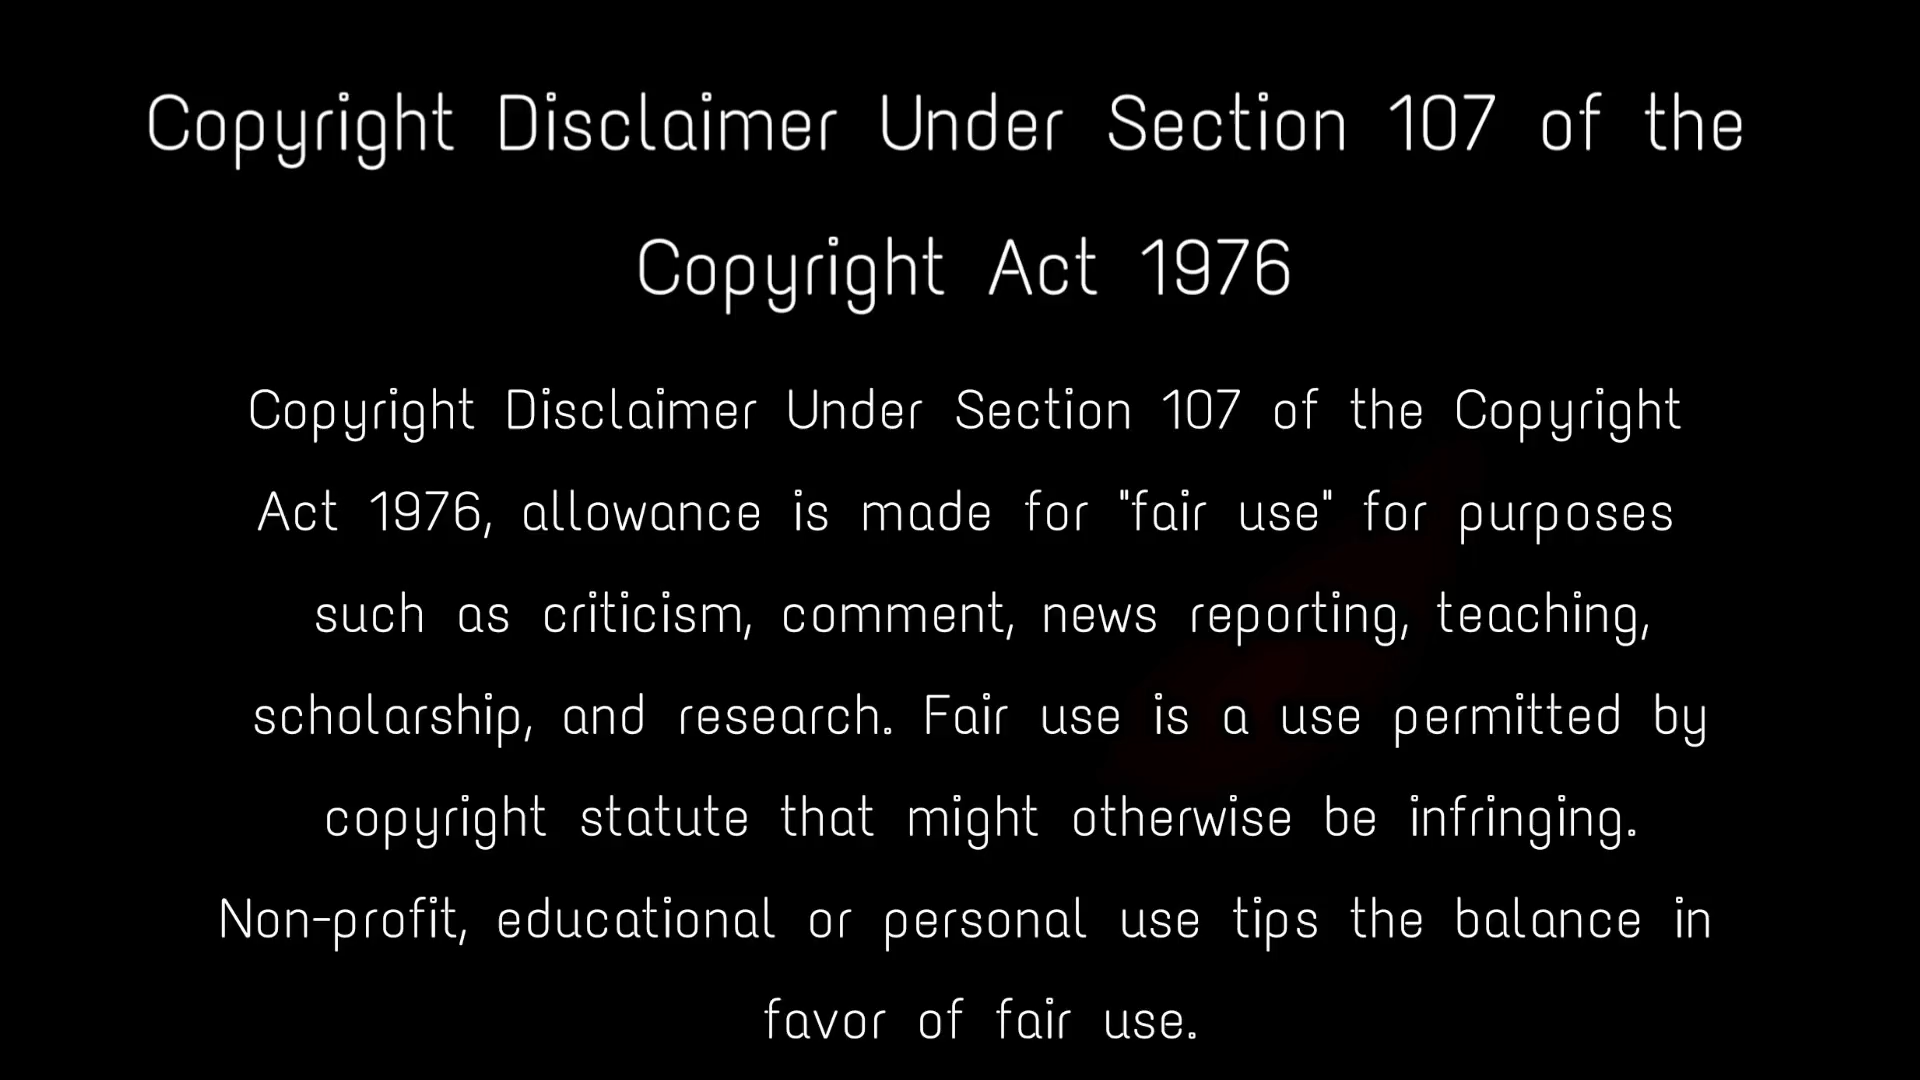 Copyright Disclaimer Under Section 107 of the
Copyright Act 1976
Copyright Disclaimer Under Section 107 of the Copyright
Act 1976, allowance is made for "fair use" for purposes
such as criticism, comment, news reporting, teaching,
scholarship, and research. Fair use is a use permitted by
copyright statute that might otherwise be infringing.
Non-profit, educational or personal use tips the balance in
favor of fair use.